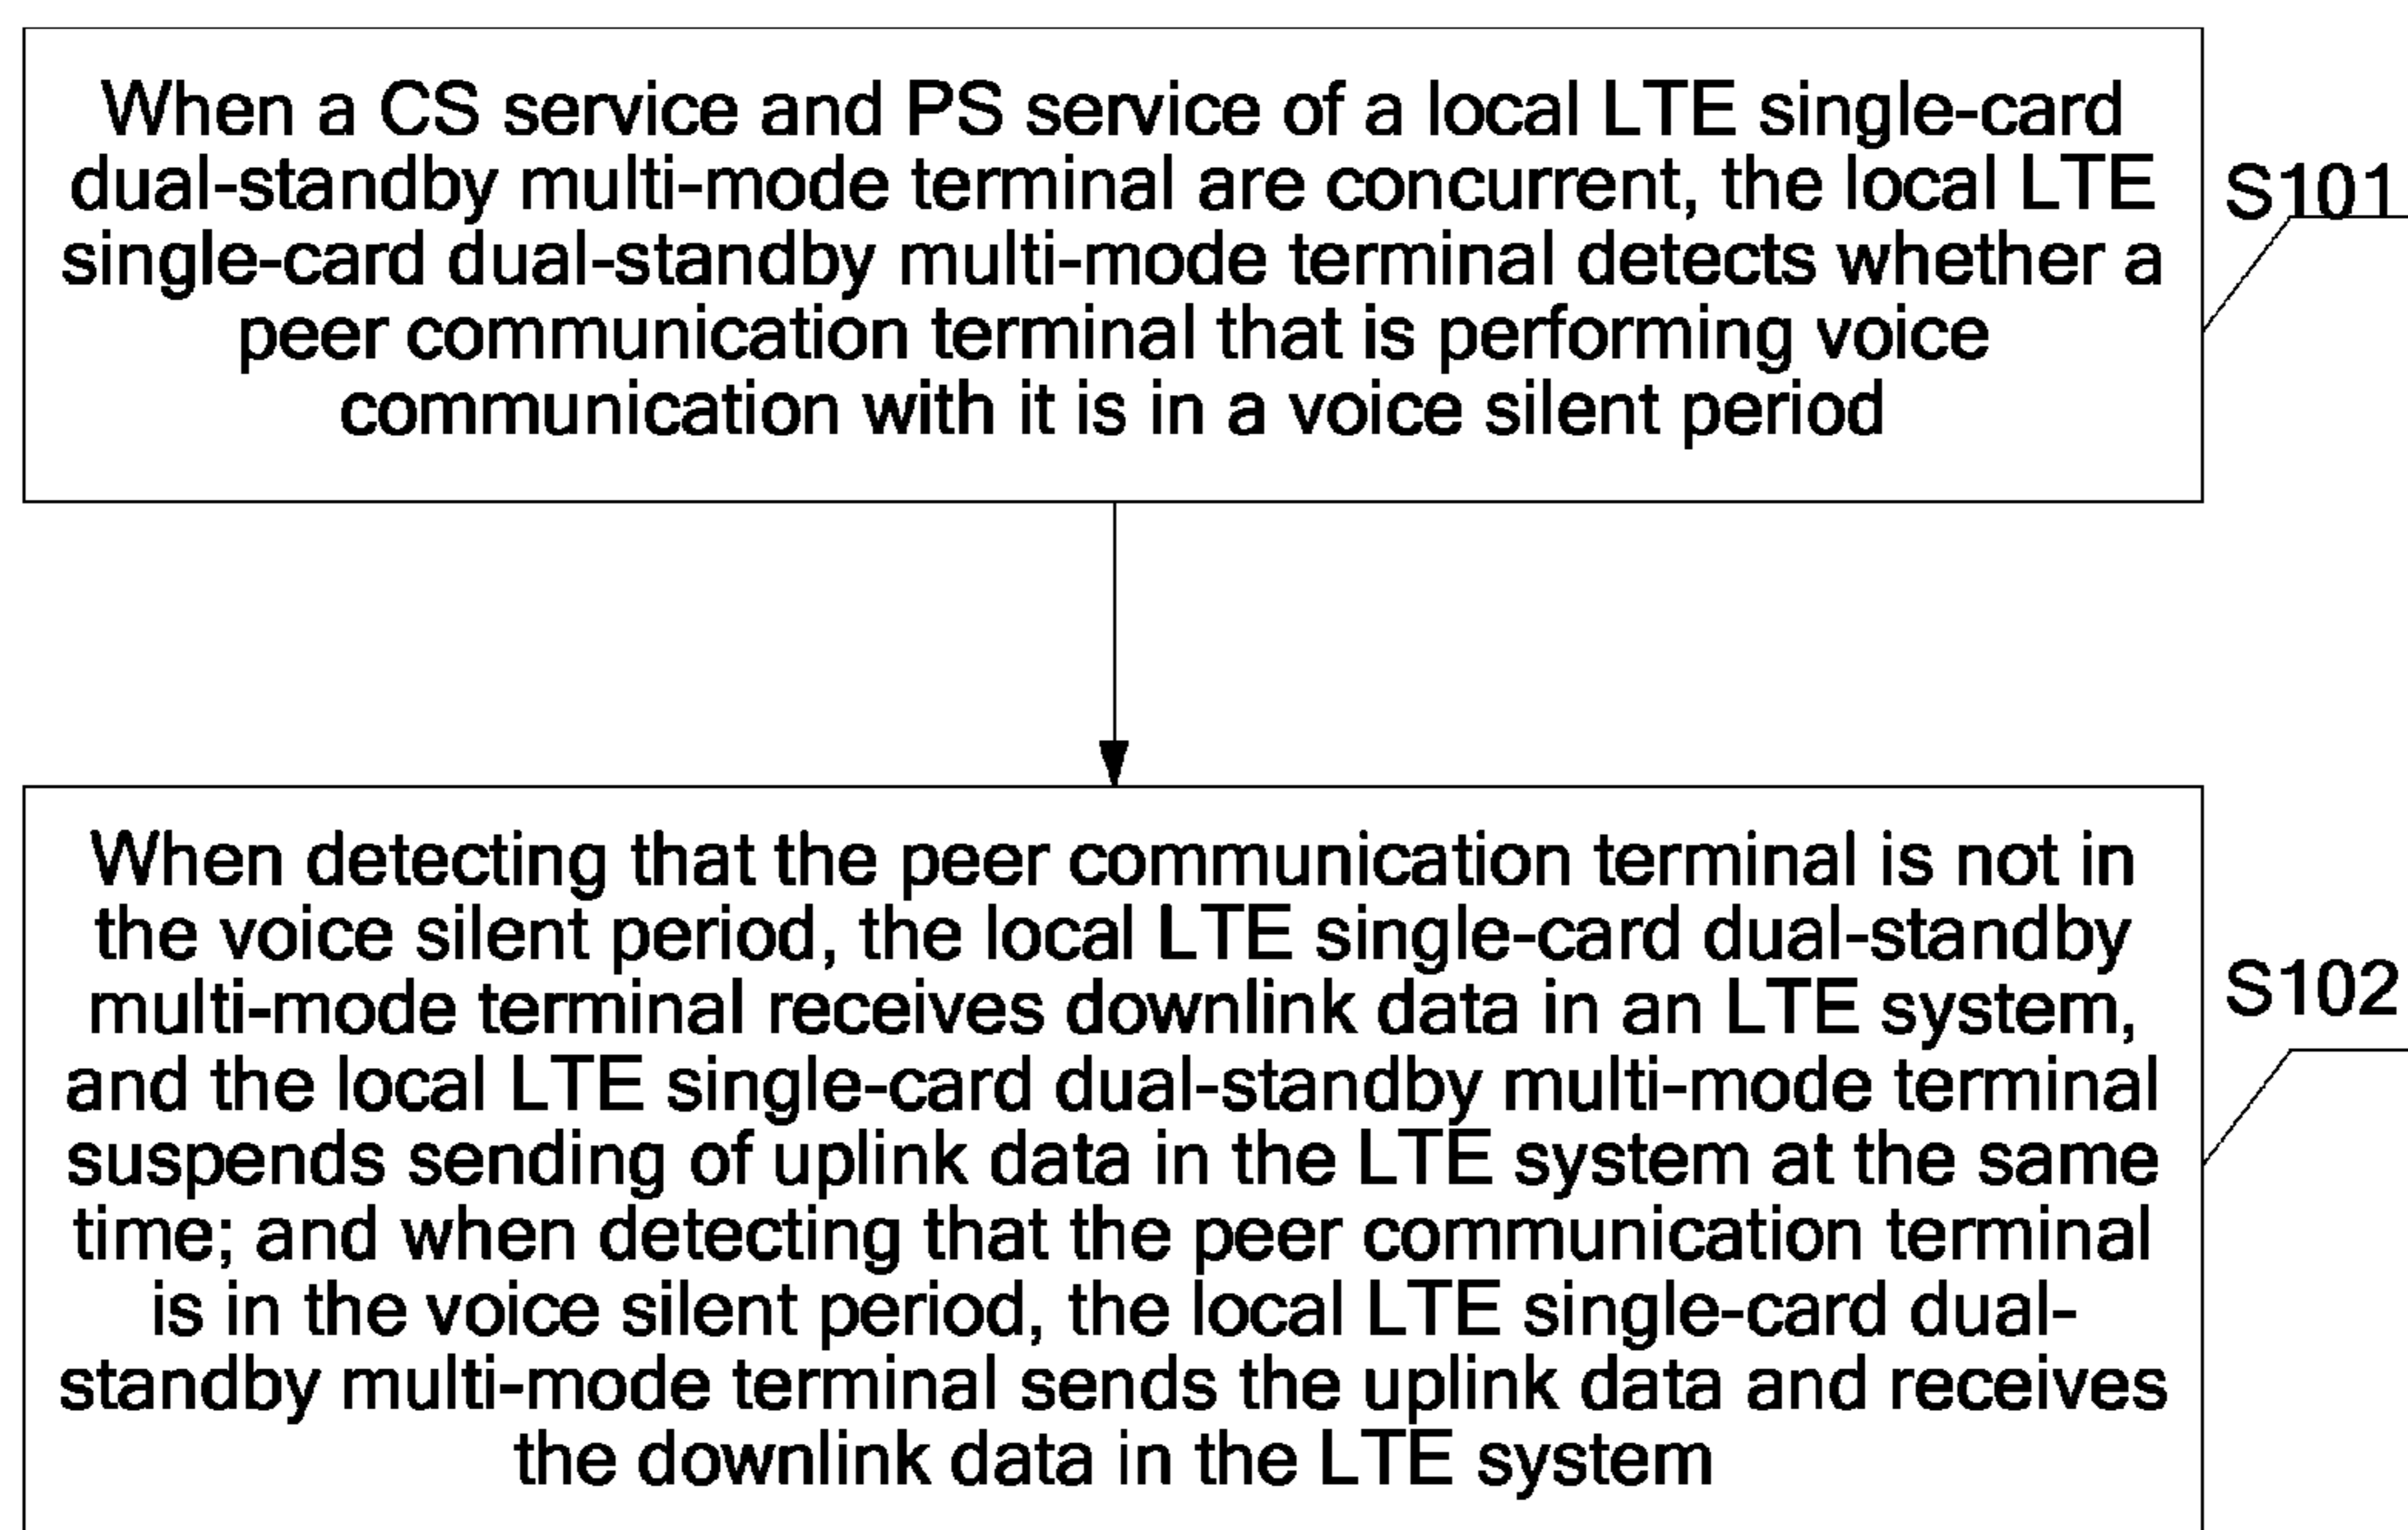 When a CS service and PS service of a local LTE single-card
dual-standby multi-mode terminal are concurrent, the local LTE
single-card dual-standby multi-mode terminal detects whether a
peer communication terminal that is performing voice
communication with it is in a voice silent period
S101
When detecting that the peer communication terminal is not in
the voice silent period, the local LTE single-card dual-standby
multi-mode terminal receives downlink data in an LTE system,
and the local LTE single-card dual-standby multi-mode terminal
suspends sending of uplink data in the LTE system at the same
time; and when detecting that the peer communication terminal
is in the voice silent period, the local LTE single-card dual-
standby multi-mode terminal sends the uplink data and receives
the downlink data in the LTE system
S102